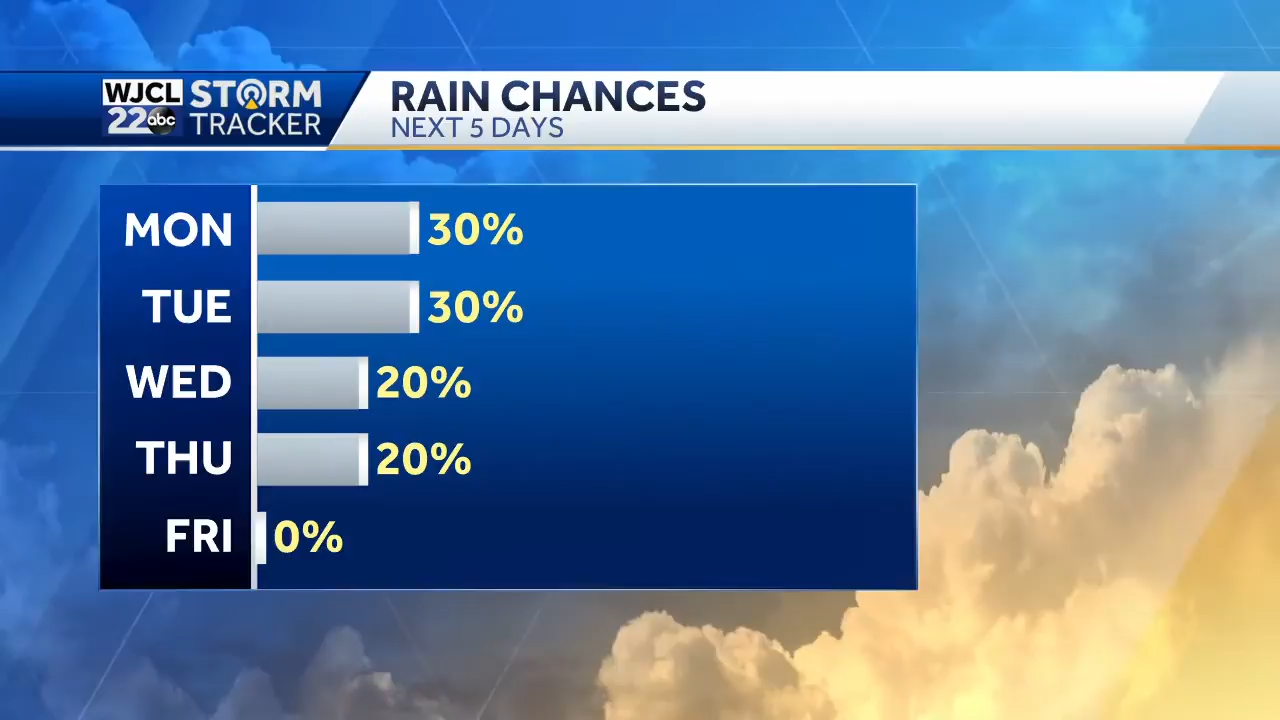 WJCL
22 abc
STORM
TRACKER
RAIN CHANCES
NEXT 5 DAYS
MON 30%
TUE 30%
WED 20%
THU 20%
FRI 0%